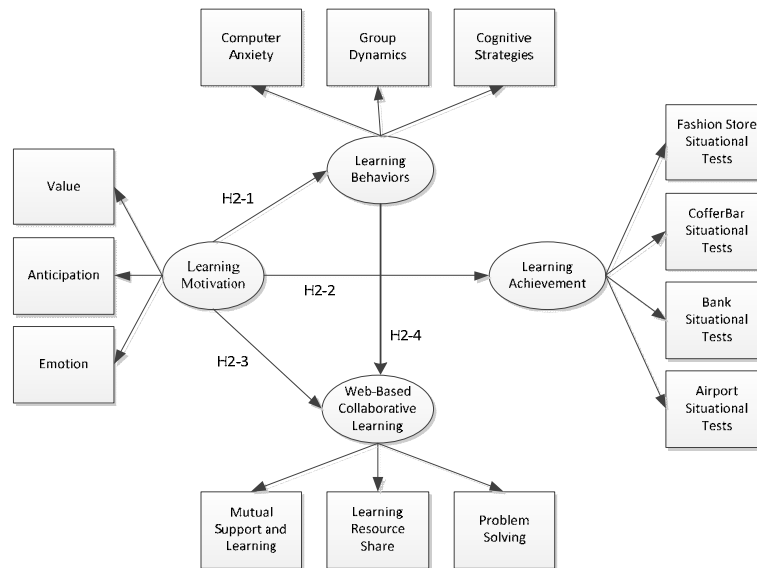 Computer
Anxiety
Group
Dynamics
Cognitive
Strategies
Fashion Store
Situational
Tests
Learning
Behaviors
Value
H2-1
CofferBar
Situational
Tests
Anticipation
Learning
Motivation
H2-2
Learning
Achievement
Bank
Situational
Tests
Emotion
H2-3
H2-4
Web-Based
Collaborative
Learning
Airport
Situational
Tests
Mutual
Support and
Learning
Learning
Resource
Share
Problem
Solving